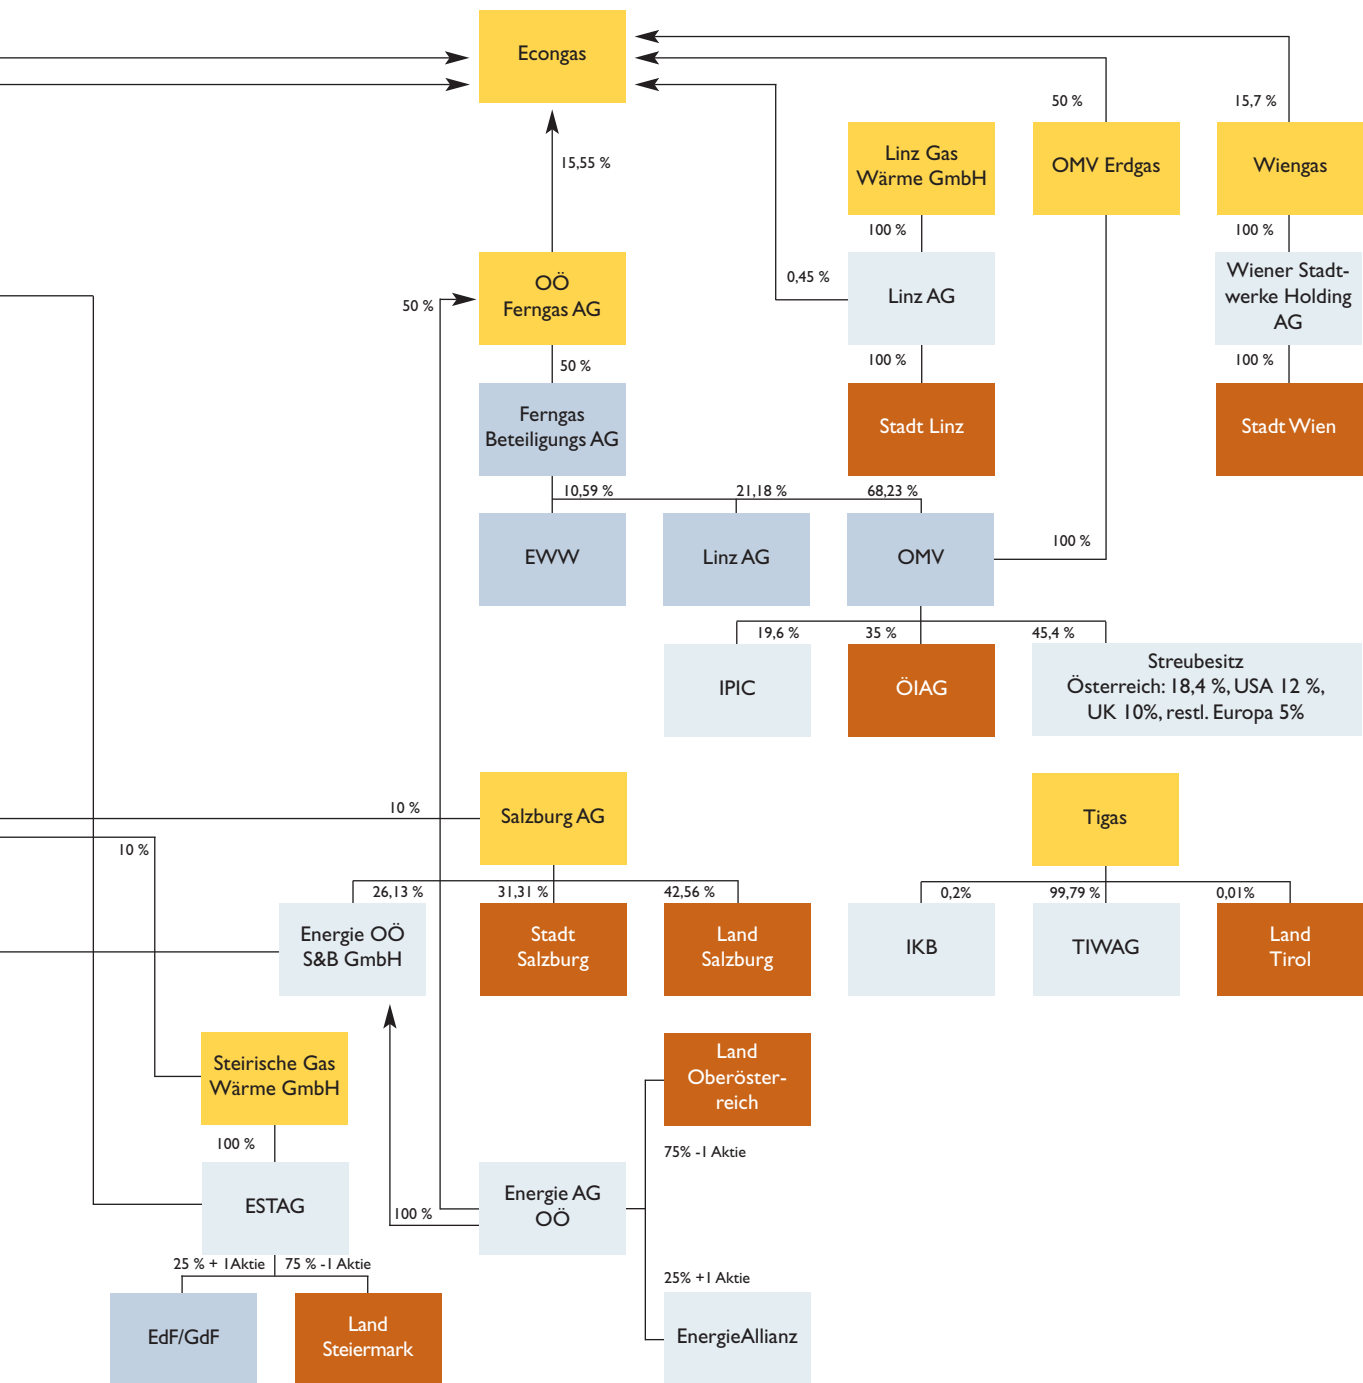 Econgas
50 %
15,7 %
15,55 %
Linz Gas
Wärme GmbH
OMV Erdgas
Wiengas
100 %
100 %
OÖ
Ferngas AG
0,45 %
Linz AG
Wiener Stadt-
werke Holding
AG
50 %
50 %
100 %
100 %
Ferngas
Beteiligungs AG
Stadt Linz
Stadt Wien
10,59 %
21,18 %
68,23 %
EWW
Linz AG
OMV
100 %
19,6 %
35 %
45,4 %
IPIC
ÖIAG
Streubesitz
Österreich: 18,4 %, USA 12 %,
UK 10%, restl. Europa 5%
10 %
Salzburg AG
Tigas
10 %
26,13 %
31,31 %
42,56 %
0,2%
99,79 %
0,01%
Energie OÖ
S&B GmbH
Stadt
Salzburg
Land
Salzburg
IKB
TIWAG
Land
Tirol
Steirische Gas
Wärme GmbH
Land
Oberöster-
reich
100 %
75% -1 Aktie
ESTAG
100 %
Energie AG
OÖ
25 % + 1Aktie
75 % -1 Aktie
25% +1 Aktie
EdF/GdF
Land
Steiermark
EnergieAllianz